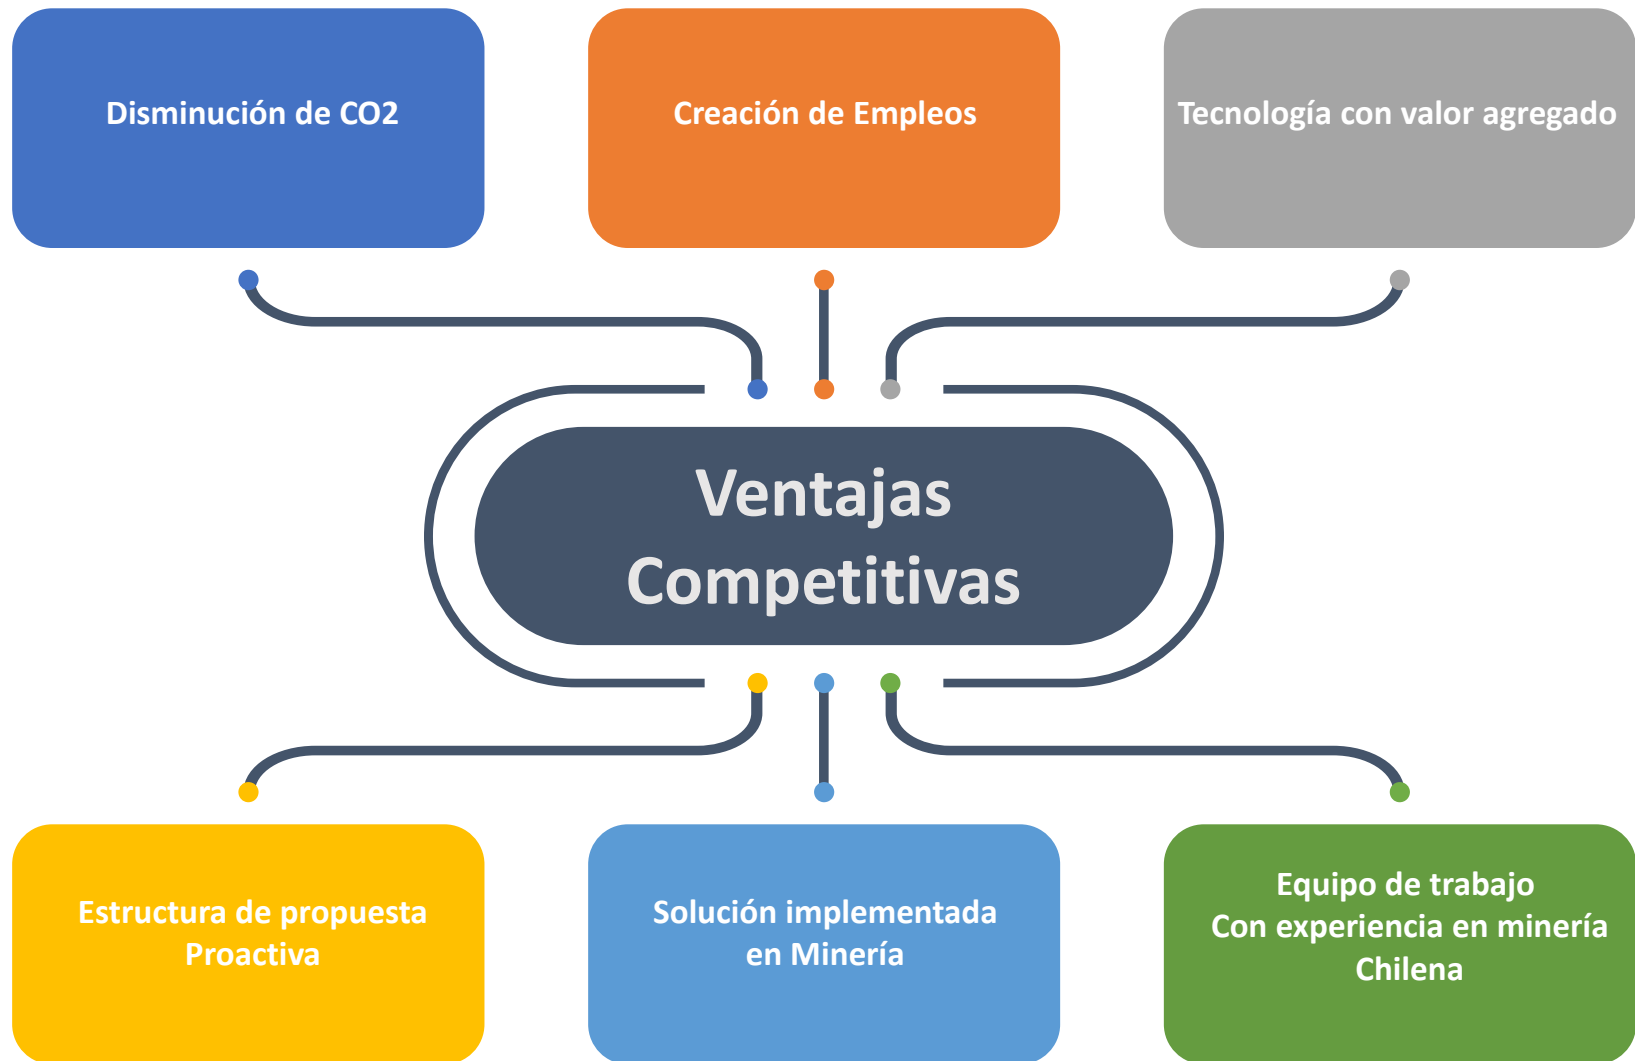 Disminución de CO2
Creación de Empleos
Tecnología con valor agregado
Ventajas
Competitivas
Estructura de propuesta
Proactiva
Solución implementada
en Minería
Equipo de trabajo
Con experiencia en minería
Chilena